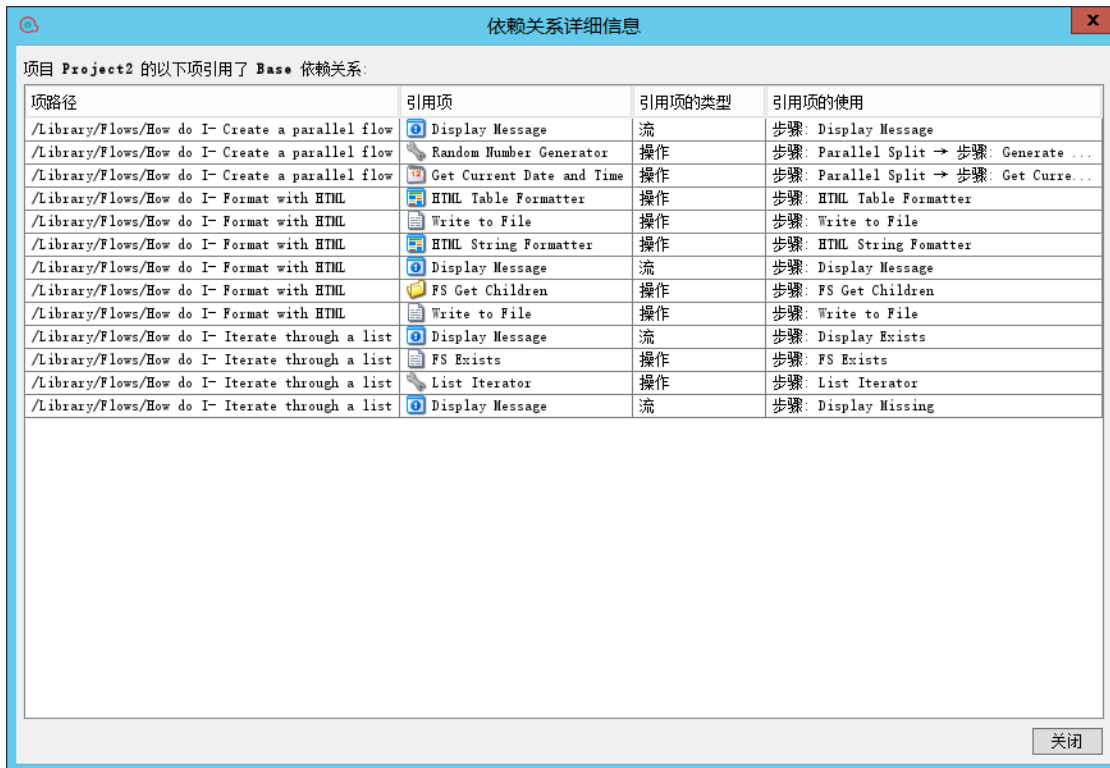 依赖关系详细信息
项目 Project2 的以下项引用了 Base 依赖关系:
项路径 引用项 引用项的类型 引用项的使用
/Library/Flows/How do I- Create a parallel flow Display Message 流 步骤: Display Message
/Library/Flows/How do I- Create a parallel flow Random Number Generator 操作 步骤: Parallel Split → 步骤: Generate ...
/Library/Flows/How do I- Create a parallel flow Get Current Date and Time 操作 步骤: Parallel Split → 步骤: Get Curre...
/Library/Flows/How do I- Format with HTML HTML Table Formatter 操作 步骤: HTML Table Formatter
/Library/Flows/How do I- Format with HTML Write to File 操作 步骤: Write to File
/Library/Flows/How do I- Format with HTML HTML String Formatter 操作 步骤: HTML String Fomatter
/Library/Flows/How do I- Format with HTML Display Message 流 步骤: Display Message
/Library/Flows/How do I- Format with HTML FS Get Children 操作 步骤: FS Get Children
/Library/Flows/How do I- Format with HTML Write to File 操作 步骤: Write to File
/Library/Flows/How do I- Iterate through a list Display Message 流 步骤: Display Exists
/Library/Flows/How do I- Iterate through a list FS Exists 操作 步骤: FS Exists
/Library/Flows/How do I- Iterate through a list List Iterator 操作 步骤: List Iterator
/Library/Flows/How do I- Iterate through a list Display Message 流 步骤: Display Missing
关闭